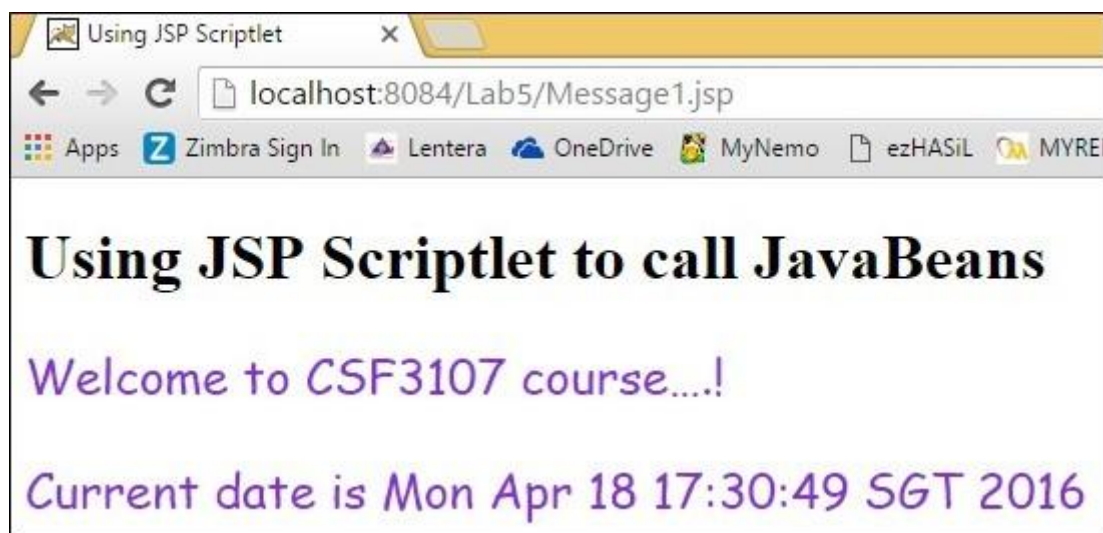 Using JSP Scriptlet
localhost:8084/Lab5/Message1.jsp
Apps Zimbra Sign In Lentera OneDrive MyNemo ezHASiL
Using JSP Scriptlet to call JavaBeans
Welcome to CSF3107 course....!
Current date is Mon Apr 18 17:30:49 SGT 2016